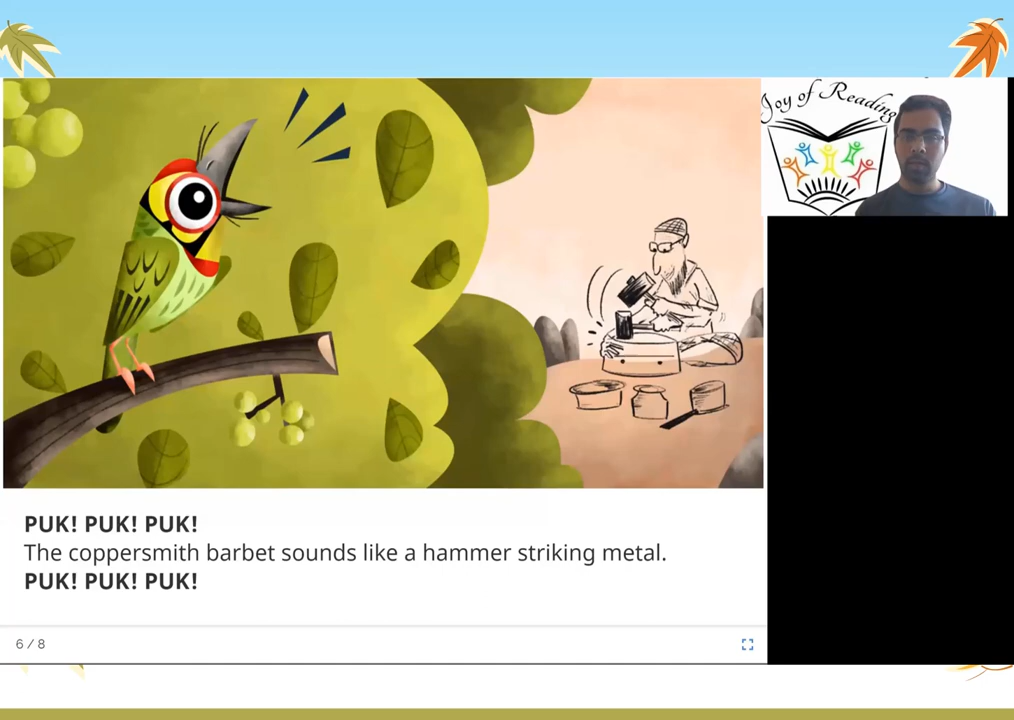 Joy of Reading
PUK! PUK! PUK!
The coppersmith barbet sounds like a hammer striking metal.
PUK! PUK! PUK!
6 / 8